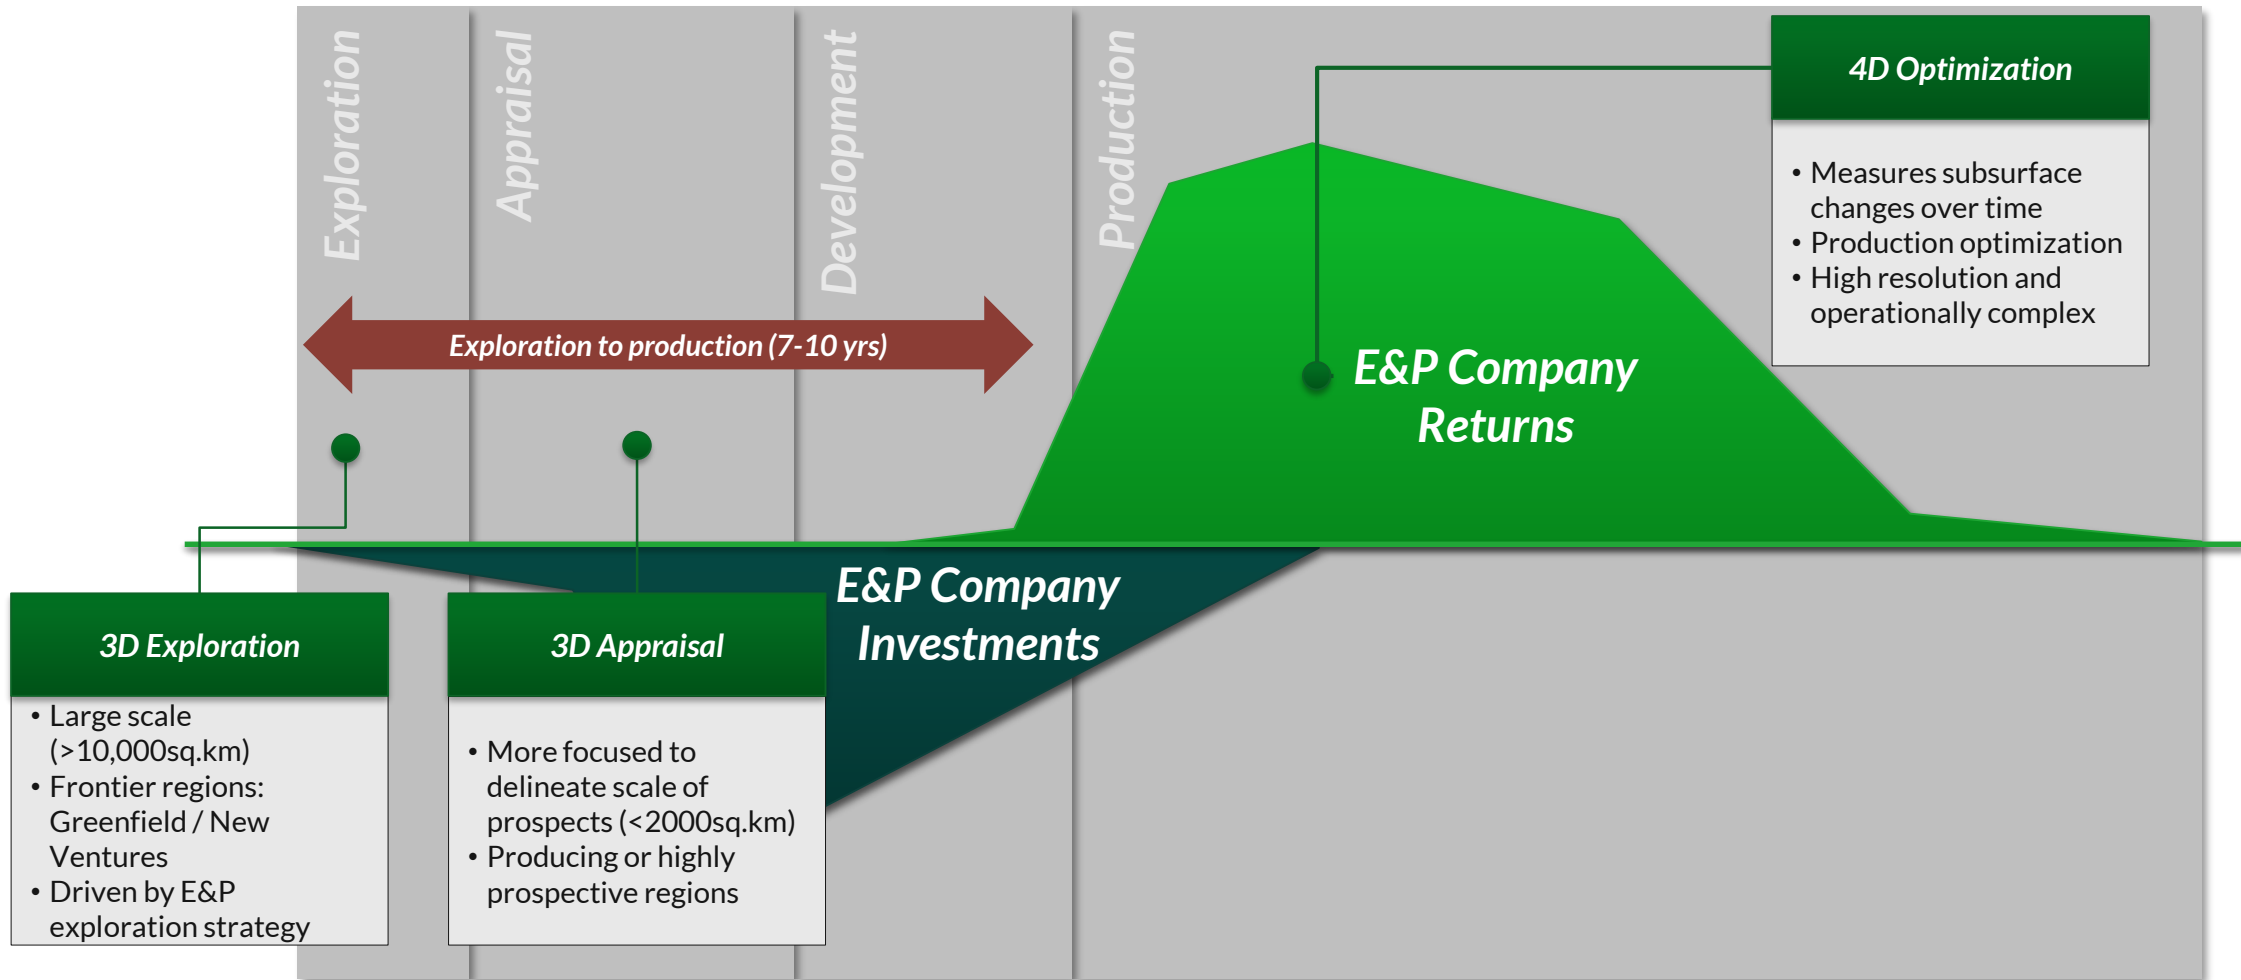 Exploration
Appraisal
Development
Production
4D Optimization
• Measures subsurface
changes over time
• Production optimization
• High resolution and
operationally complex
Exploration to production (7-10 yrs)
E&P Company
Returns
E&P Company
Investments
3D Exploration
• Large scale
(>10,000sq.km)
• Frontier regions:
Greenfield / New
Ventures
• Driven by E&P
exploration strategy
3D Appraisal
• More focused to
delineate scale of
prospects (<2000sq.km)
• Producing or highly
prospective regions